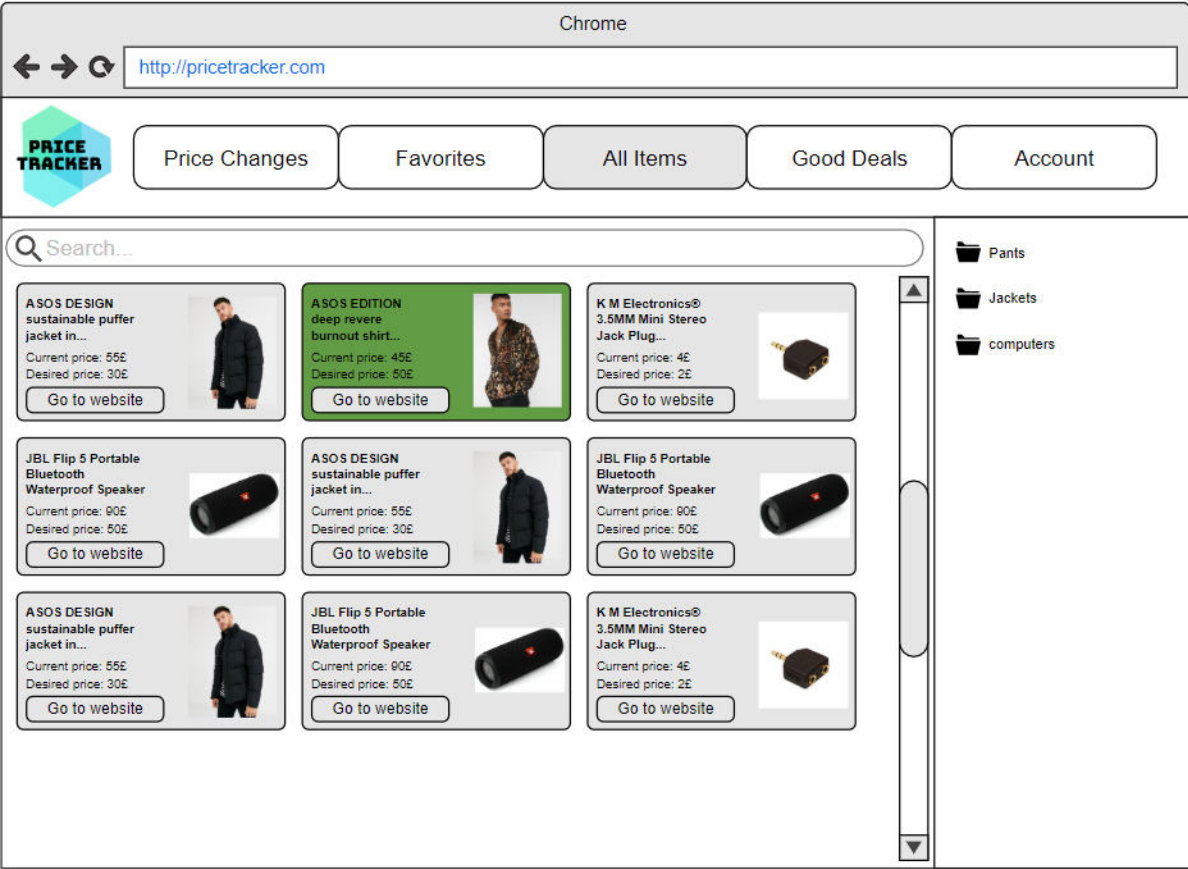 Chrome
http://pricetracker.com
PRICE
TRACKER
Price Changes
Favorites
All Items
Good Deals
Account
Search...
ASOS DESIGN
sustainable puffer
jacket in...
Current price: 55£
Desired price: 30£
Go to website
ASOS EDITION
deep revere
burnout shirt...
Current price: 45£
Desired price: 50£
Go to website
K M Electronics®
3.5MM Mini Stereo
Jack Plug...
Current price: 4£
Desired price: 2£
Go to website
JBL Flip 5 Portable
Bluetooth
Waterproof Speaker
Current price: 90£
Desired price: 50£
Go to website
ASOS DESIGN
sustainable puffer
jacket in...
Current price: 55£
Desired price: 30£
Go to website
JBL Flip 5 Portable
Bluetooth
Waterproof Speaker
Current price: 90£
Desired price: 50£
Go to website
ASOS DESIGN
sustainable puffer
jacket in...
Current price: 55£
Desired price: 30£
Go to website
JBL Flip 5 Portable
Bluetooth
Waterproof Speaker
Current price: 90£
Desired price: 50£
Go to website
K M Electronics®
3.5MM Mini Stereo
Jack Plug...
Current price: 4£
Desired price: 2£
Go to website
Pants
Jackets
computers